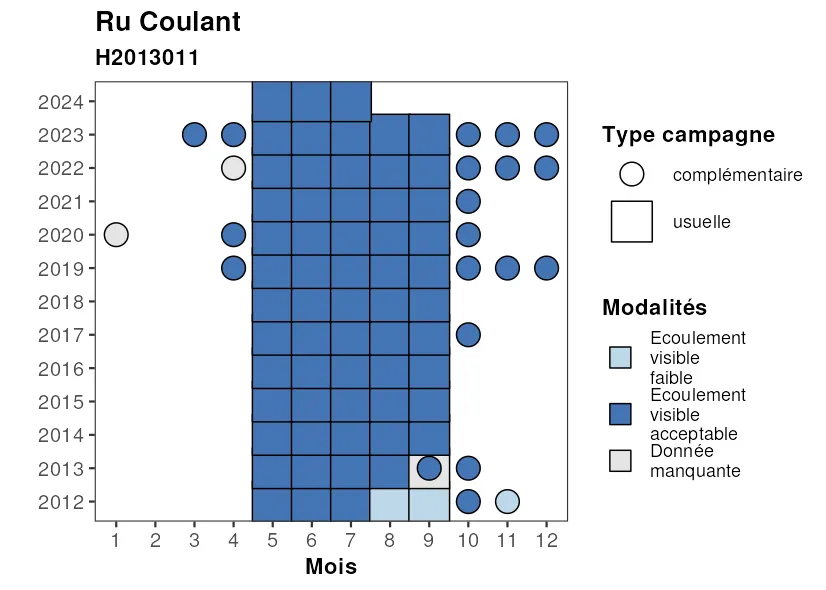 Ru Coulant
H2013011
2024
2023
2022
2021
2020
2019
2018
2017
2016
2015
2014
2013
2012
1 2 3 4 5 6 7 8 9 10 11 12
Mois
Type campagne
complémentaire
usuelle
Modalités
Ecoulement
visible
faible
Ecoulement
visible
acceptable
Donnée
manquante